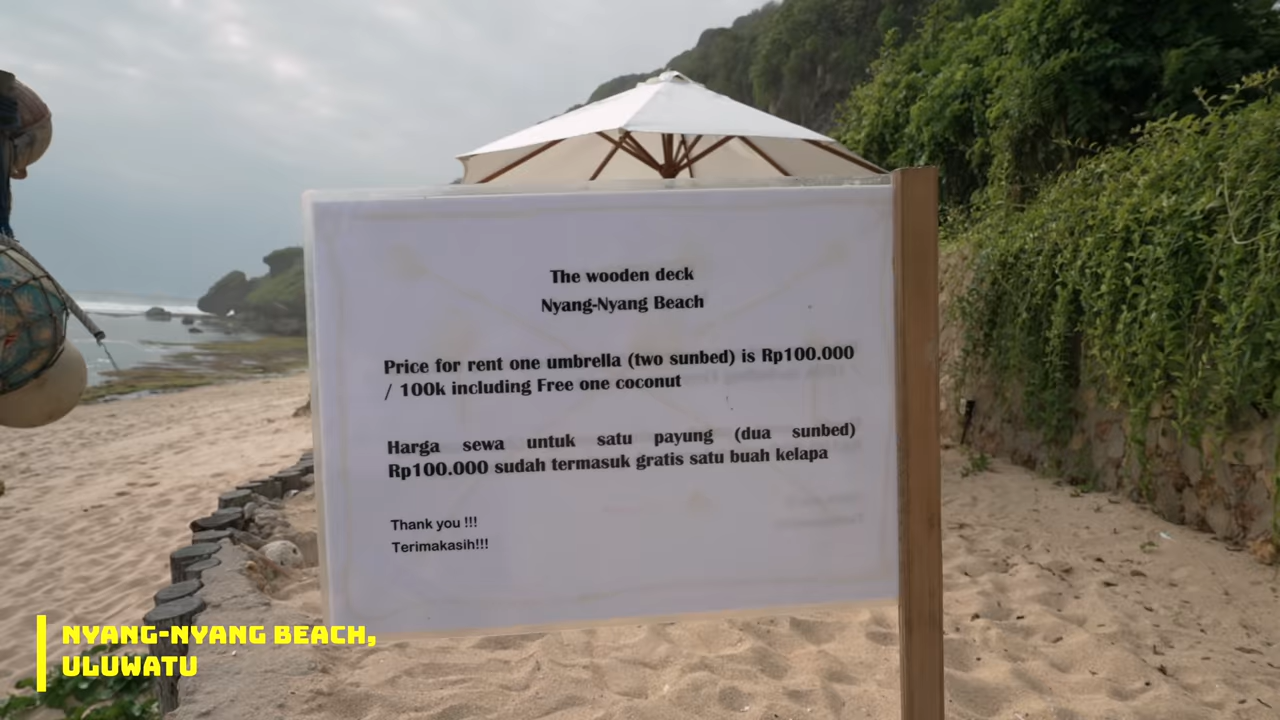 The wooden deck
Nyang-Nyang Beach
Price for rent one umbrella (two sunbed) is Rp100.000
/ 100k including Free one coconut
Harga sewa untuk satu payung (dua sunbed)
Rp100.000 sudah termasuk gratis satu buah kelapa
Thank you !!!
Terimakasih!!!
NYANG-NYANG BEACH,
ULUWATU